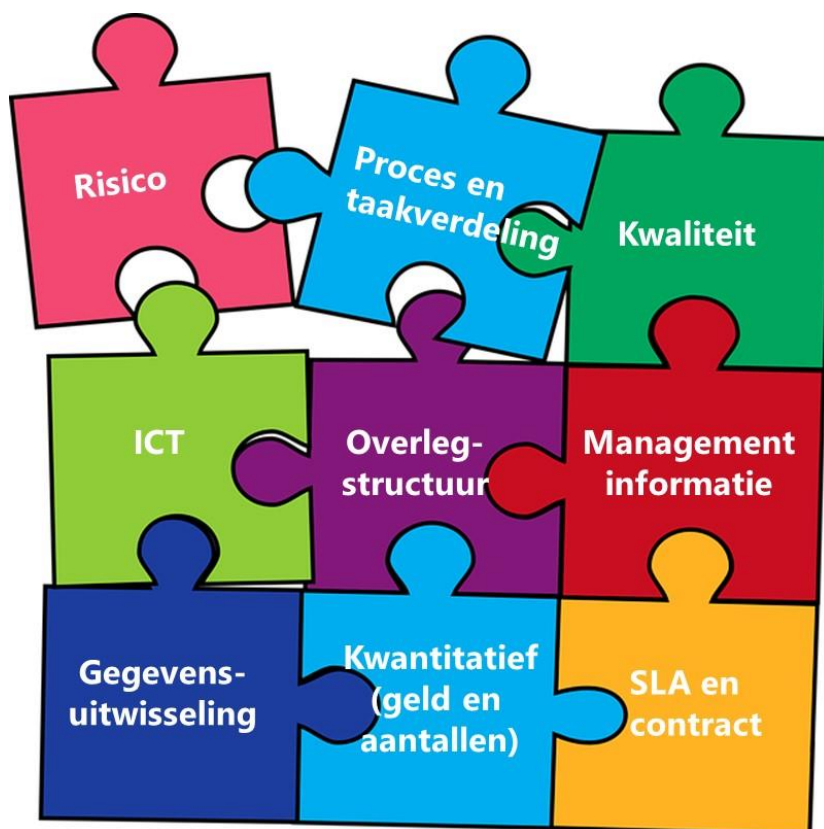 Risico
Proces en
taakverdeling
Kwaliteit
ICT
Overleg-
structuur
Management
informatie
Gegevens-
uitwisseling
Kwantitatief
(geld en
aantallen)
SLA en
contract